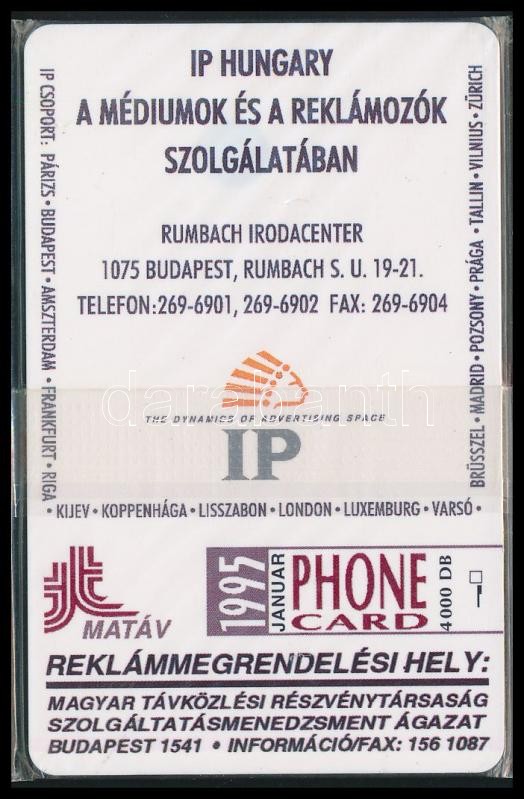 IP HUNGARY
A MÉDIUMOK ÉS A REKLÁMOZÓK
SZOLGÁLATÁBAN
RUMBACH IRODACENTER
1075 BUDAPEST, RUMBACH S. U. 19-21.
TELEFON:269-6901, 269-6902 FAX: 269-6904
IP CSOPORT: PÁRIZS • BUDAPEST • AMSZTERDAM • FRANKFURT • RIGA
• KIJEV • KOPPENHÁGA • LISSZABON • LONDON • LUXEMBURG • VARSÓ •
BRÜSSZEL • MADRID • POZSONY • PRÁGA • TALLIN • VILNIUS • ZÜRICH
darabanth
THE DYNAMICS OF ADVERTISING SPACE
IP
MATÁV
1995
JANUAR
PHONE
CARD
4000 DB
REKLÁMMEGRENDELÉSI HELY:
MAGYAR TÁVKÖZLÉSI RÉSZVÉNYTÁRSASÁG
SZOLGÁLTATÁSMENEDZSMENT ÁGAZAT
BUDAPEST 1541 • INFORMÁCIÓ/FAX: 156 1087